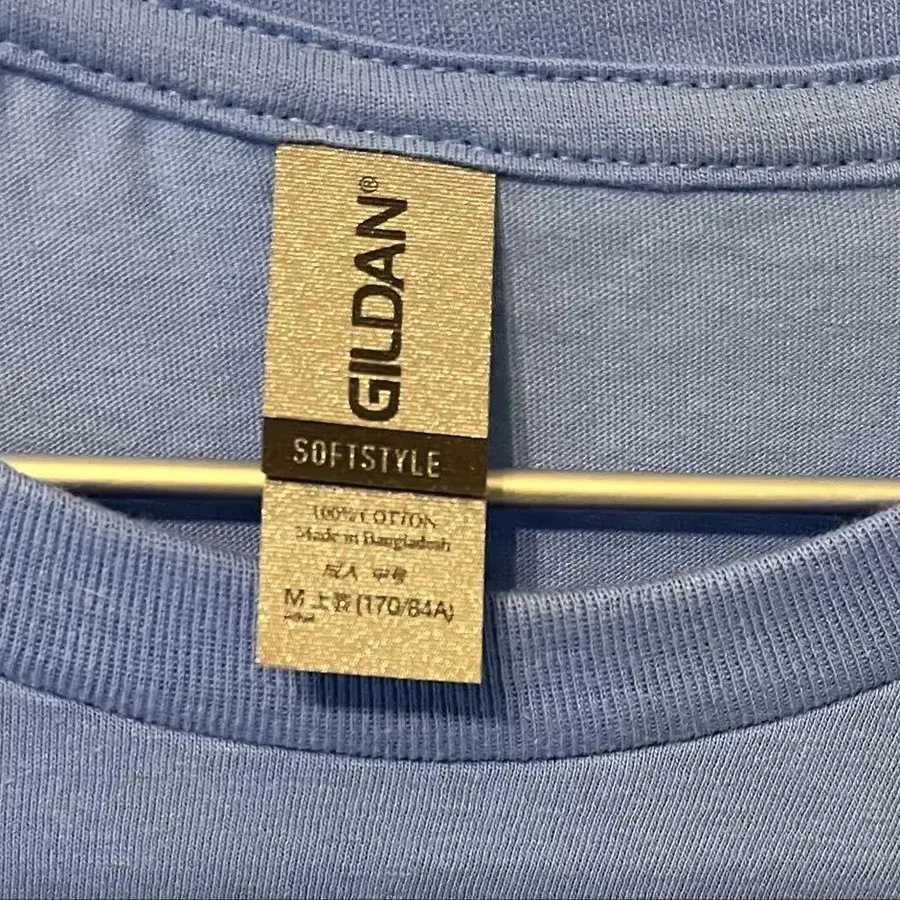 GILDAN®
SOFTSTYLE
100% COTTON
Made in Bangladesh
成人 中号
M 上装 (170/84A)